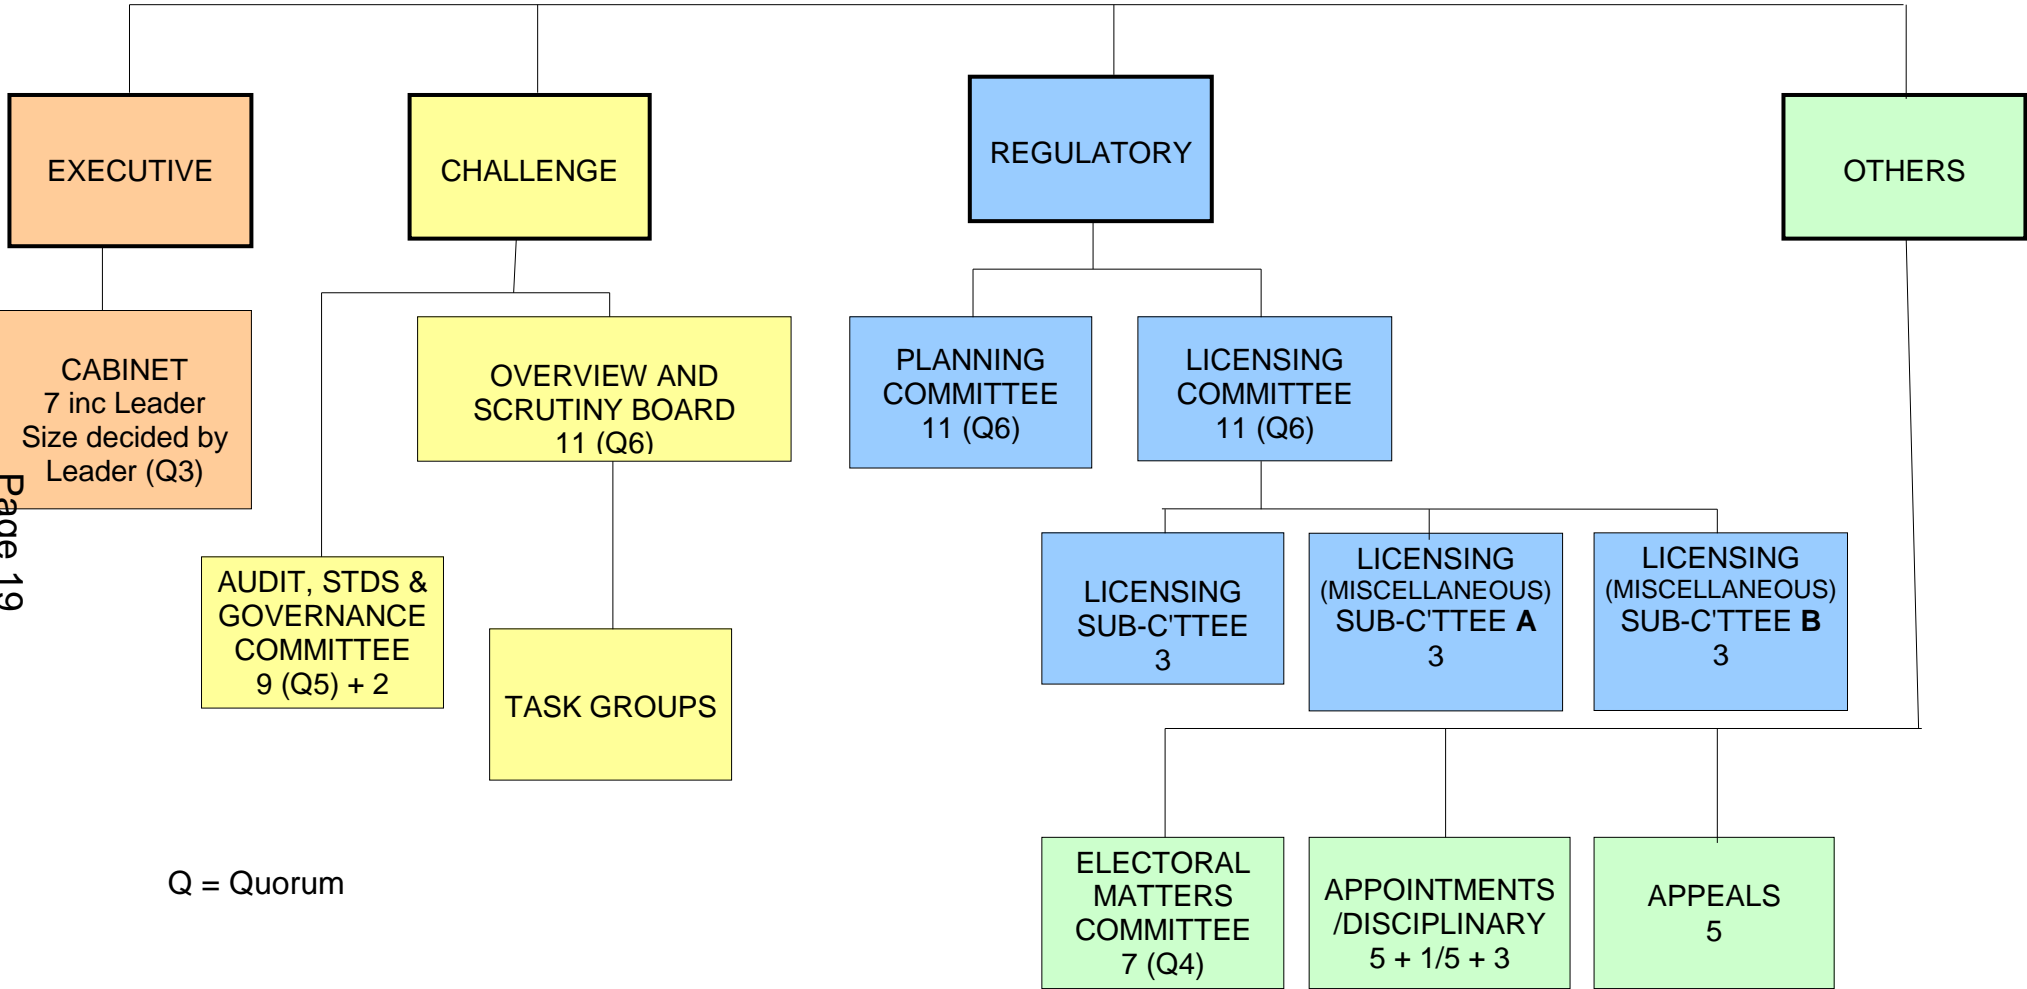 EXECUTIVE
CHALLENGE
REGULATORY
OTHERS
CABINET
7 inc Leader
Size decided by
Leader (Q3)
OVERVIEW AND
SCRUTINY BOARD
11 (Q6)
PLANNING
COMMITTEE
11 (Q6)
LICENSING
COMMITTEE
11 (Q6)
AUDIT, STDS &
GOVERNANCE
COMMITTEE
9 (Q5) + 2
TASK GROUPS
LICENSING
SUB-C'TTEE
3
LICENSING
(MISCELLANEOUS)
SUB-C'TTEE A
3
LICENSING
(MISCELLANEOUS)
SUB-C'TTEE B
3
ELECTORAL
MATTERS
COMMITTEE
7 (Q4)
APPOINTMENTS
/DISCIPLINARY
5 + 1/5 + 3
APPEALS
5
Q = Quorum
Page 19